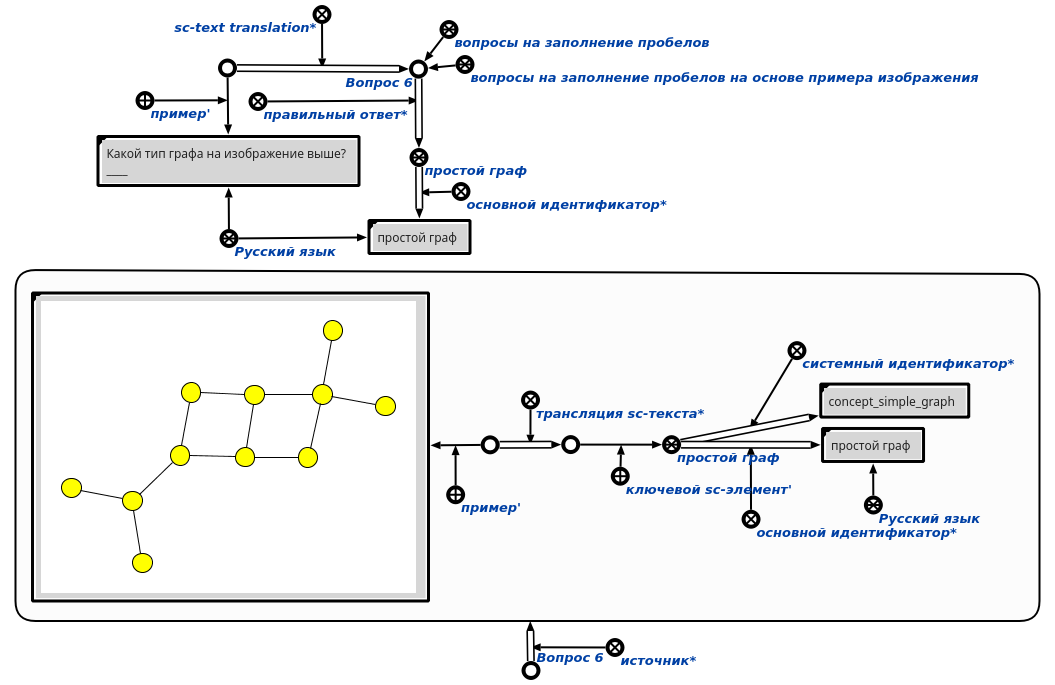 sc-text translation*
вопросы на заполнение пробелов
вопросы на заполнение пробелов на основе примера изображения
Вопрос 6
пример'
правильный ответ*
Какой тип графа на изображение выше?
____
простой граф
основной идентификатор*
простой граф
Русский язык
системный идентификатор*
concept_simple_graph
трансляция sc-текста*
простой граф
простой граф
ключевой sc-элемент'
пример'
Русский язык
основной идентификатор*
Вопрос 6
источник*